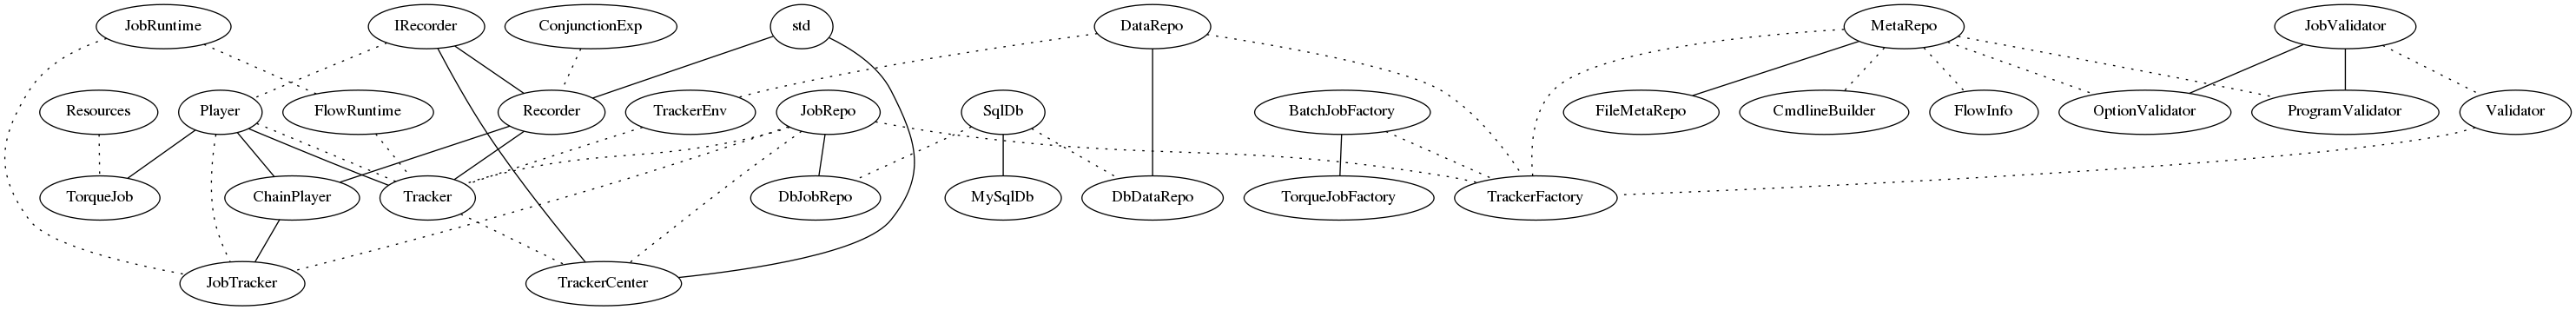 JobRuntime
IRecorder
ConjunctionExp
std
DataRepo
MetaRepo
JobValidator
Resources
Player
FlowRuntime
Recorder
TrackerEnv
JobRepo
SqlDb
BatchJobFactory
FileMetaRepo
CmdlineBuilder
FlowInfo
OptionValidator
ProgramValidator
Validator
TorqueJob
ChainPlayer
Tracker
DbJobRepo
MySqlDb
DbDataRepo
TorqueJobFactory
TrackerFactory
JobTracker
TrackerCenter